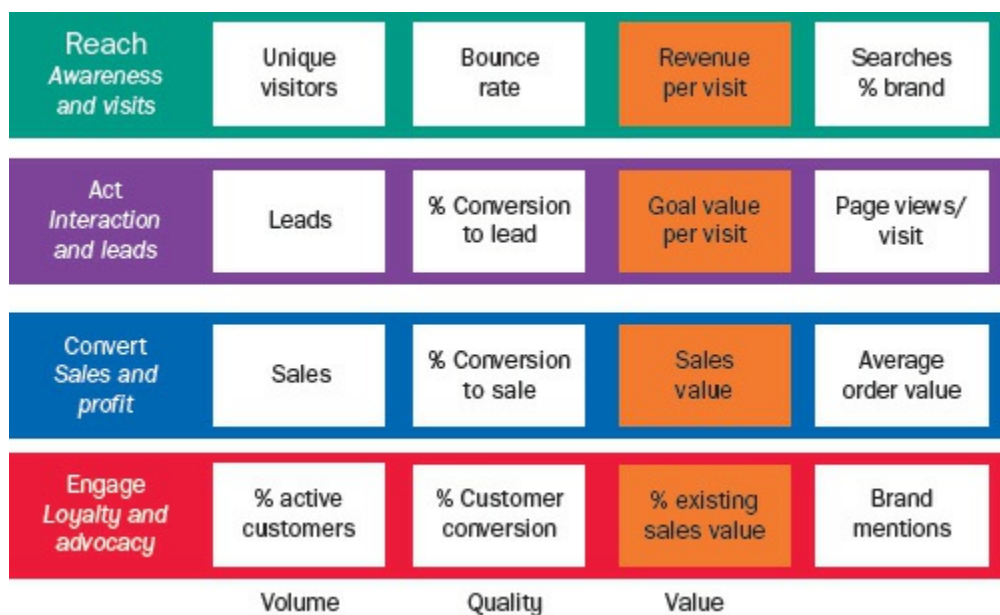 Reach
Awareness
and visits
Unique
visitors
Bounce
rate
Revenue
per visit
Searches
% brand
Act
Interaction
and leads
Leads
% Conversion
to lead
Goal value
per visit
Page views/
visit
Convert
Sales and
profit
Sales
% Conversion
to sale
Sales
value
Average
order value
Engage
Loyalty and
advocacy
% active
customers
% Customer
conversion
% existing
sales value
Brand
mentions
Volume
Quality
Value